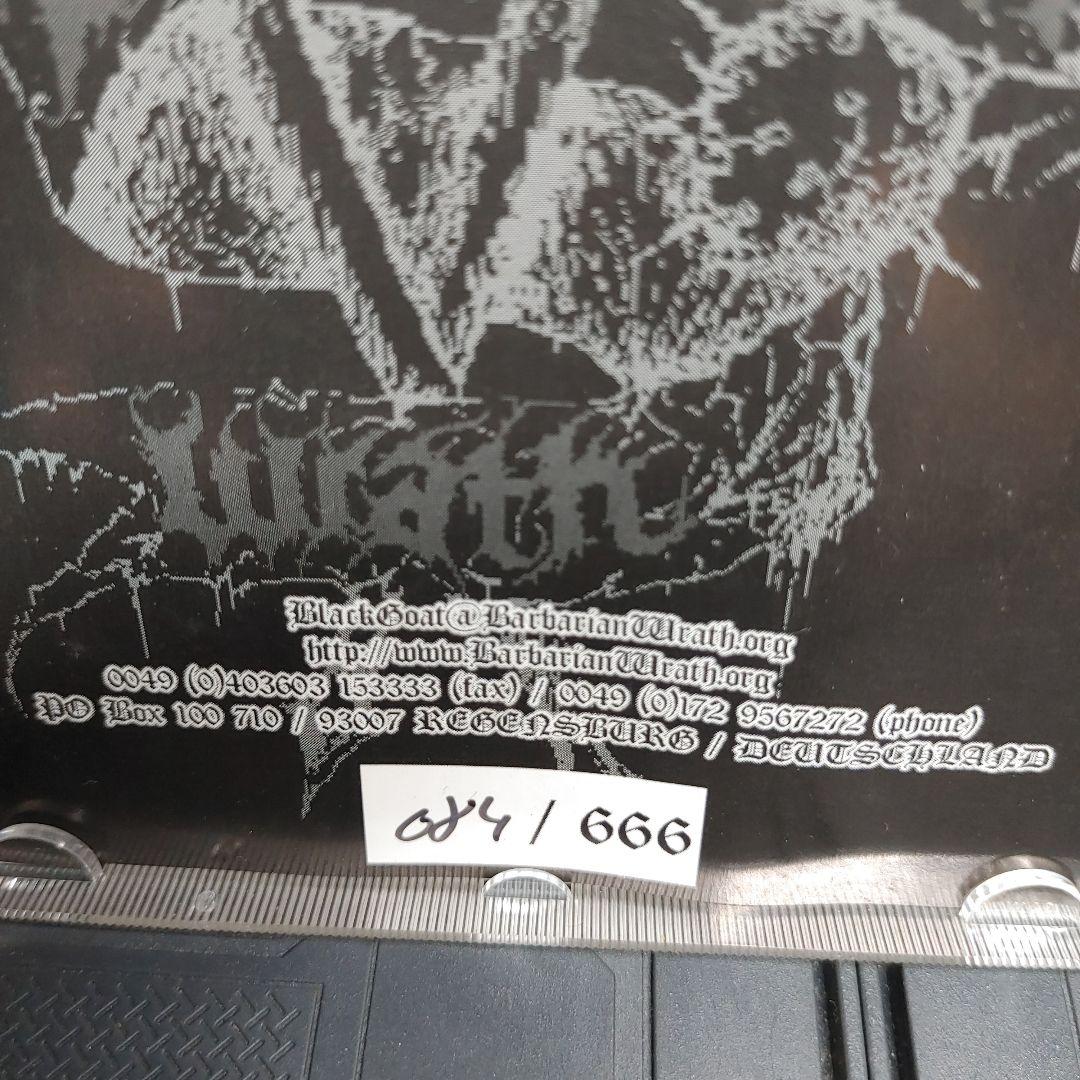 Wrath
BlackGoat@BarbarianWrath.org
http://www.BarbarianWrath.org
0049 (0)403603 153333 (fax) / 0049 (0)172 9567272 (phone)
PO Box 100 710 / 93007 REGENSBURG / DEUTSCHLAND
084 / 666